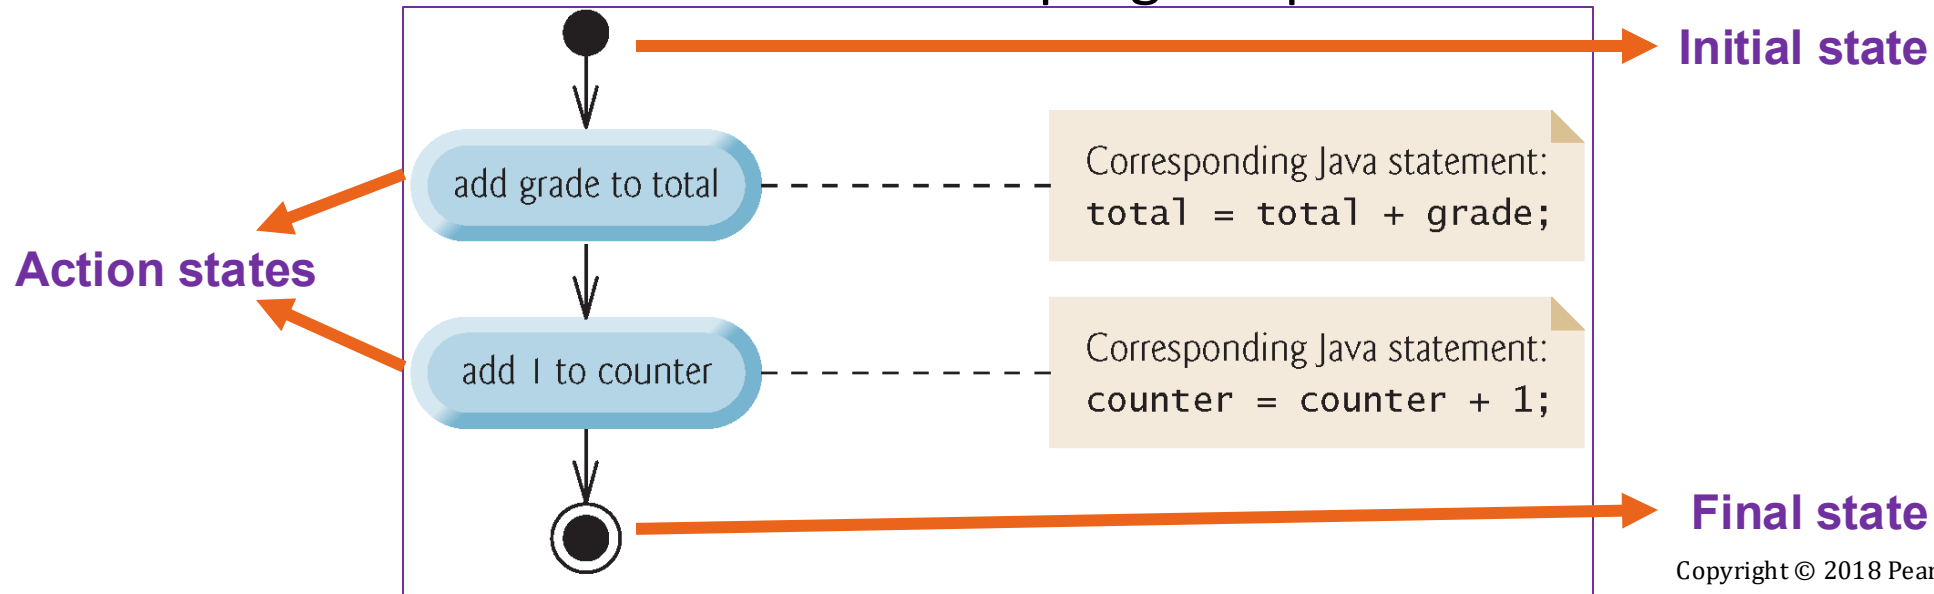 Initial state
add grade to total
Corresponding Java statement:
total = total + grade;
Action states
add 1 to counter
Corresponding Java statement:
counter = counter + 1;
Final state
Copyright © 2018 Pear